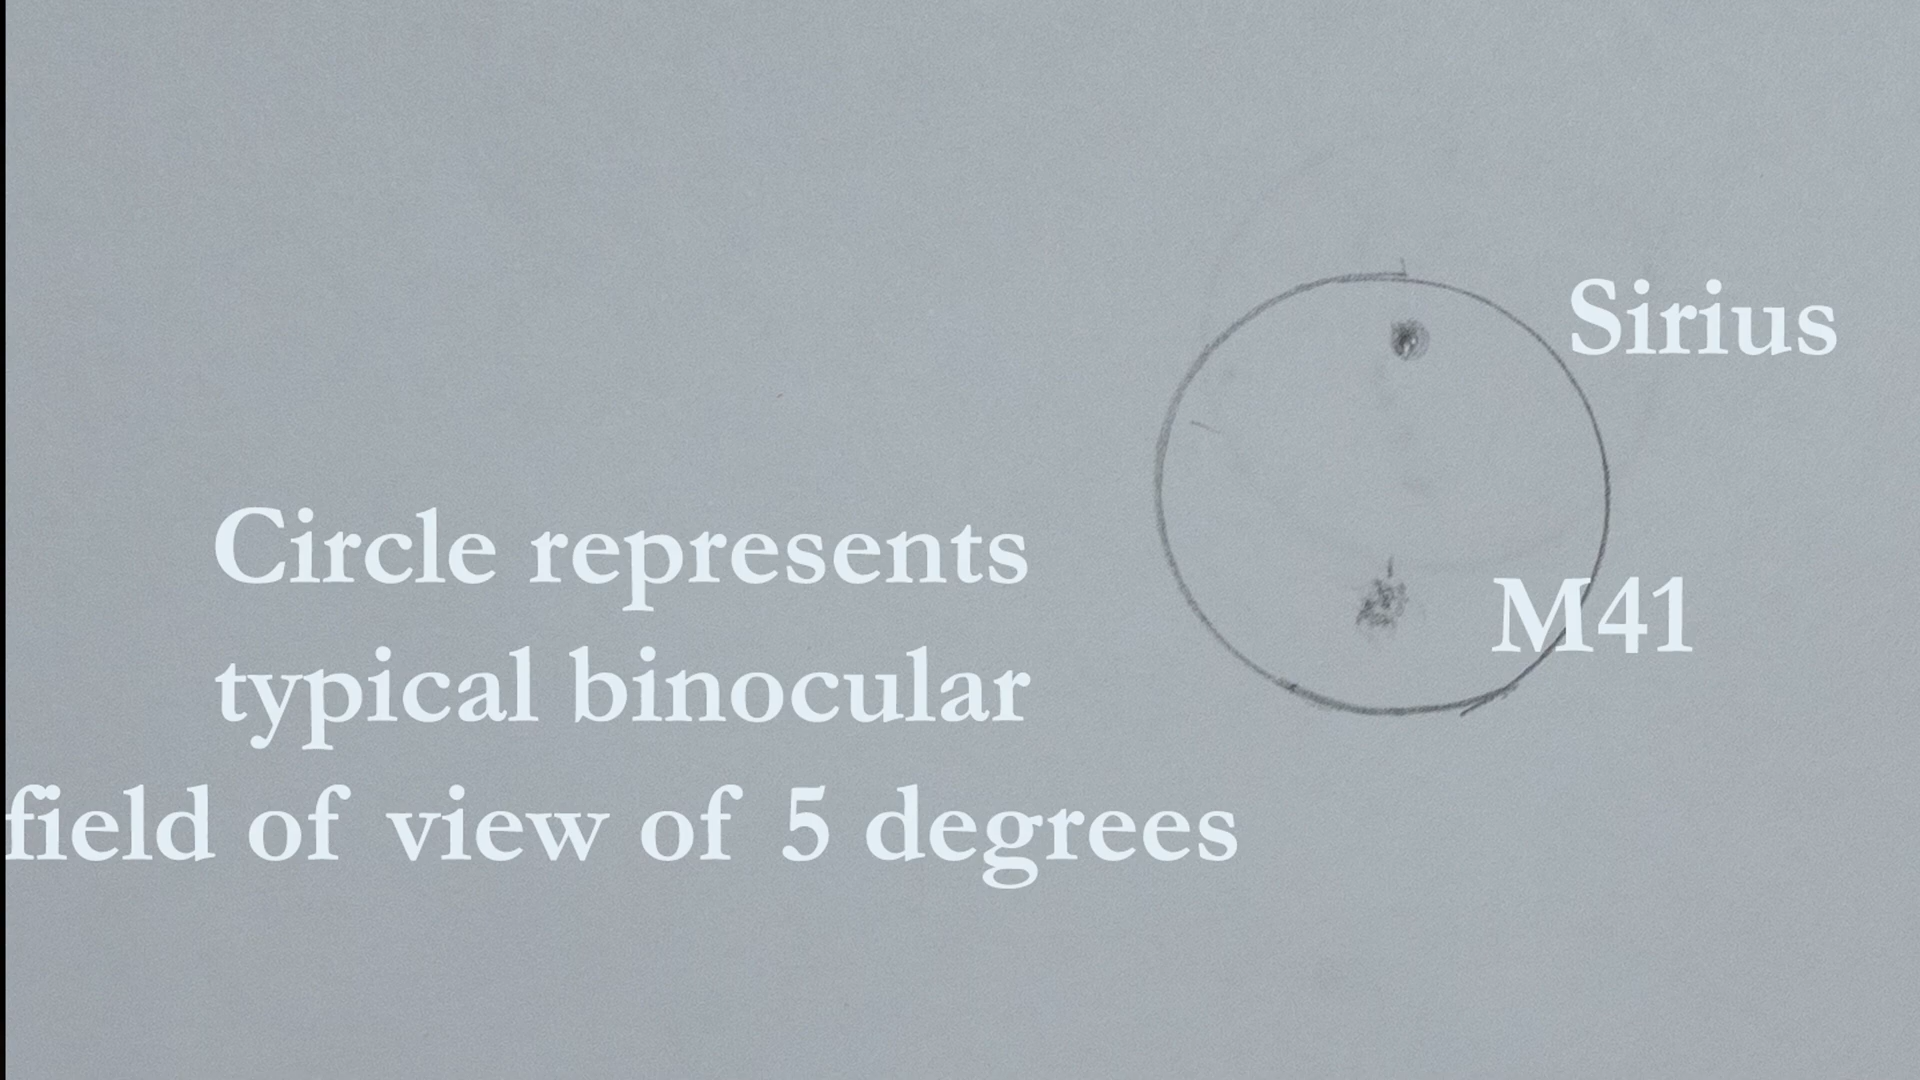 Sirius
Circle represents
M41
typical binocular
field of view of 5 degrees